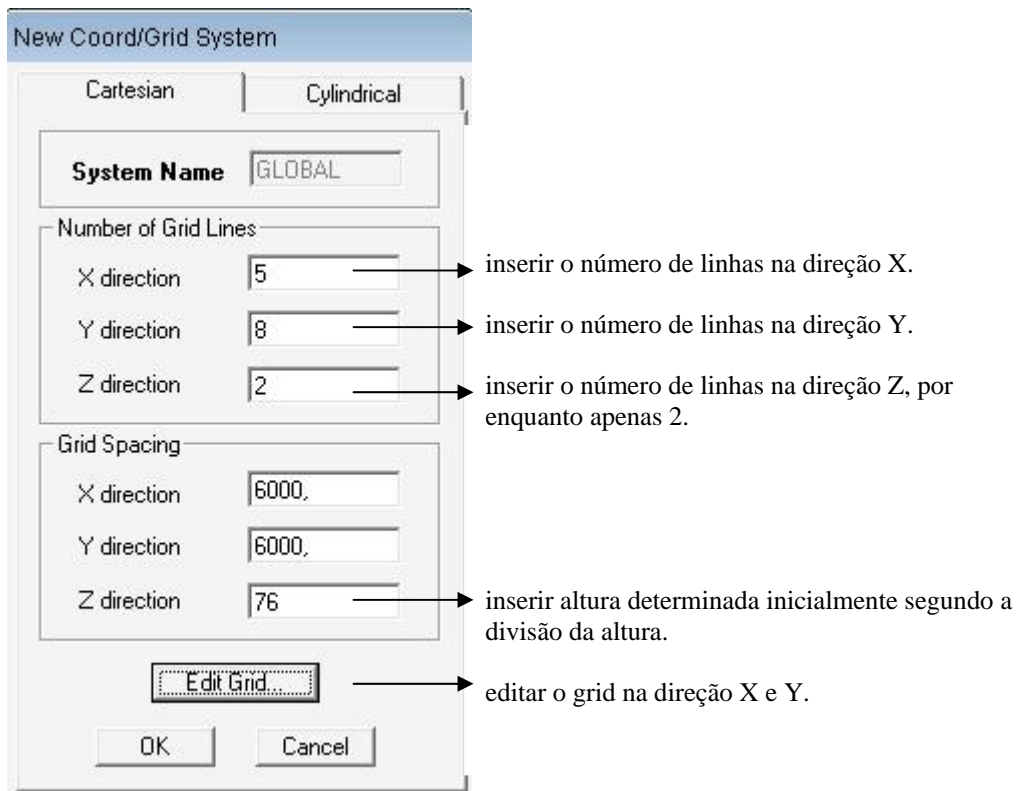 New Coord/Grid System
Cartesian
Cylindrical
System Name GLOBAL
Number of Grid Lines
X direction 5
inserir o número de linhas na direção X.
Y direction 8
inserir o número de linhas na direção Y.
Z direction 2
inserir o número de linhas na direção Z, por
enquanto apenas 2.
Grid Spacing
X direction 6000,
Y direction 6000,
Z direction 76
inserir altura determinada inicialmente segundo a
divisão da altura.
Edit Grid...
editar o grid na direção X e Y.
OK
Cancel